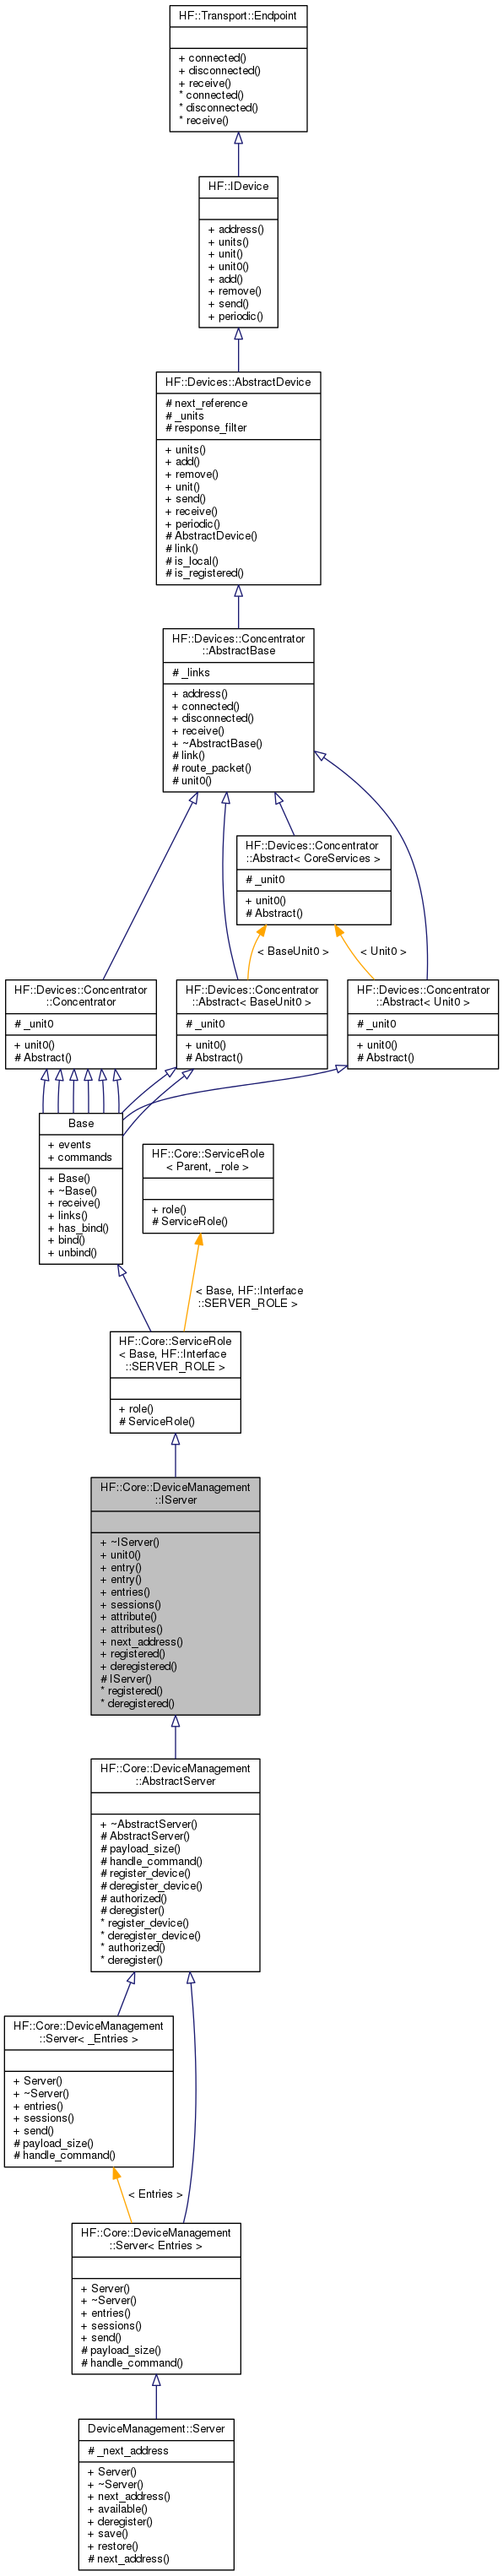 HF::Transport::Endpoint
+ connected()
+ disconnected()
+ receive()
* connected()
* disconnected()
* receive()
HF::IDevice
+ address()
+ units()
+ unit()
+ unit0()
+ add()
+ remove()
+ send()
+ periodic()
HF::Devices::AbstractDevice
# next_reference
# _units
# response_filter
+ units()
+ add()
+ remove()
+ unit()
+ send()
+ receive()
+ periodic()
# AbstractDevice()
# link()
# is_local()
# is_registered()
HF::Devices::Concentrator
::AbstractBase
# _links
+ address()
+ connected()
+ disconnected()
+ receive()
+ ~AbstractBase()
# link()
# route_packet()
# unit0()
HF::Devices::Concentrator
::Abstract< CoreServices >
# _unit0
+ unit0()
# Abstract()
< BaseUnit0 >
< Unit0 >
HF::Devices::Concentrator
::Concentrator
# _unit0
+ unit0()
# Abstract()
HF::Devices::Concentrator
::Abstract< BaseUnit0 >
# _unit0
+ unit0()
# Abstract()
HF::Devices::Concentrator
::Abstract< Unit0 >
# _unit0
+ unit0()
# Abstract()
Base
+ events
+ commands
+ Base()
+ ~Base()
+ receive()
+ links()
+ has_bind()
+ bind()
+ unbind()
HF::Core::ServiceRole
< Parent, _role >
+ role()
# ServiceRole()
< Base, HF::Interface
::SERVER_ROLE >
HF::Core::ServiceRole
< Base, HF::Interface
::SERVER_ROLE >
+ role()
# ServiceRole()
HF::Core::DeviceManagement
::IServer
+ ~IServer()
+ unit0()
+ entry()
+ entry()
+ entries()
+ sessions()
+ attribute()
+ attributes()
+ next_address()
+ registered()
+ deregistered()
# IServer()
* registered()
* deregistered()
HF::Core::DeviceManagement
::AbstractServer
+ ~AbstractServer()
# AbstractServer()
# payload_size()
# handle_command()
# register_device()
# deregister_device()
# authorized()
# deregister()
* register_device()
* deregister_device()
* authorized()
* deregister()
HF::Core::DeviceManagement
::Server< _Entries >
+ Server()
+ ~Server()
+ entries()
+ sessions()
+ send()
# payload_size()
# handle_command()
< Entries >
HF::Core::DeviceManagement
::Server< Entries >
+ Server()
+ ~Server()
+ entries()
+ sessions()
+ send()
# payload_size()
# handle_command()
DeviceManagement::Server
# _next_address
+ Server()
+ ~Server()
+ next_address()
+ available()
+ deregister()
+ save()
+ restore()
# next_address()